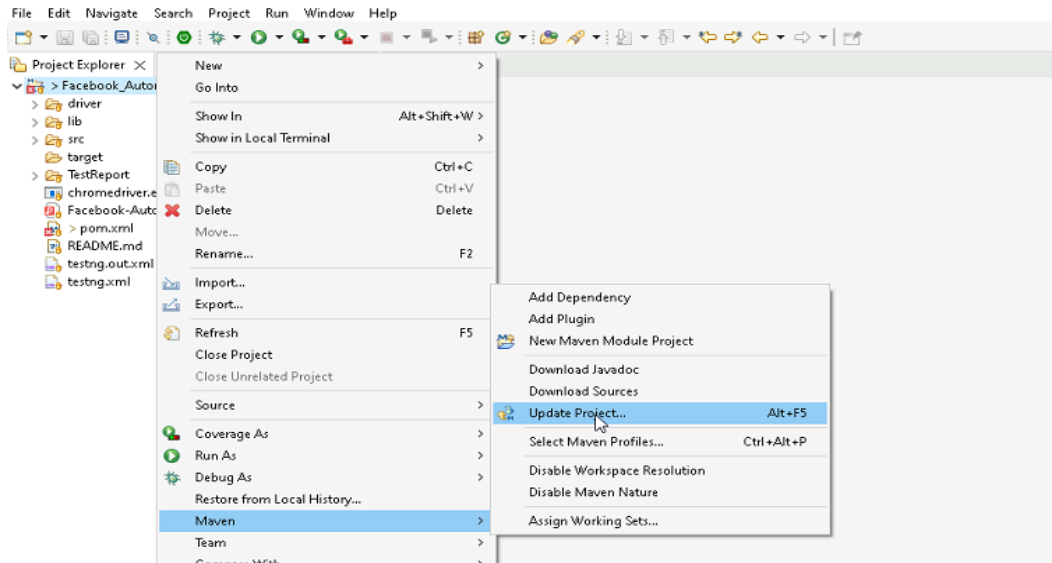 File Edit Navigate Search Project Run Window Help
Project Explorer
> Facebook_Autor
driver
lib
src
target
TestReport
chromedriver.e
Facebook-Auto
> pom.xml
README.md
testng.out.xml
testng.xml
New
Go Into
Show In Alt+Shift+W >
Show in Local Terminal
Copy Ctrl+C
Paste Ctrl+V
Delete Delete
Move...
Rename... F2
Import...
Export...
Refresh F5
Close Project
Close Unrelated Project
Source
Coverage As
Run As
Debug As
Restore from Local History...
Maven
Team
Compare With
Add Dependency
Add Plugin
New Maven Module Project
Download Javadoc
Download Sources
Update Project... Alt+F5
Select Maven Profiles... Ctrl+Alt+P
Disable Workspace Resolution
Disable Maven Nature
Assign Working Sets...